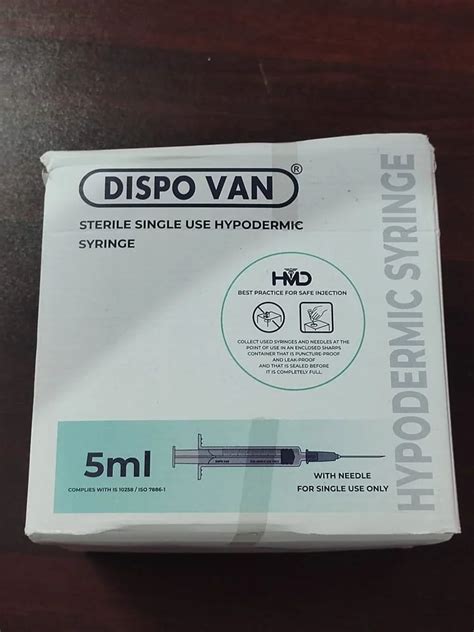 DISPO VAN®
STERILE SINGLE USE HYPODERMIC
SYRINGE
HYPODERMIC SYRINGE
HMD
BEST PRACTICE FOR SAFE INJECTION
COLLECT USED SYRINGES AND NEEDLES AT THE
POINT OF USE IN AN ENCLOSED SHARPS
CONTAINER THAT IS PUNCTURE-PROOF
AND LEAK-PROOF
AND THAT IS SEALED BEFORE
IT IS COMPLETELY FULL.
5ml
COMPLIES WITH IS 10258 / ISO 7886-1
DISPO VAN
WITH NEEDLE
FOR SINGLE USE ONLY